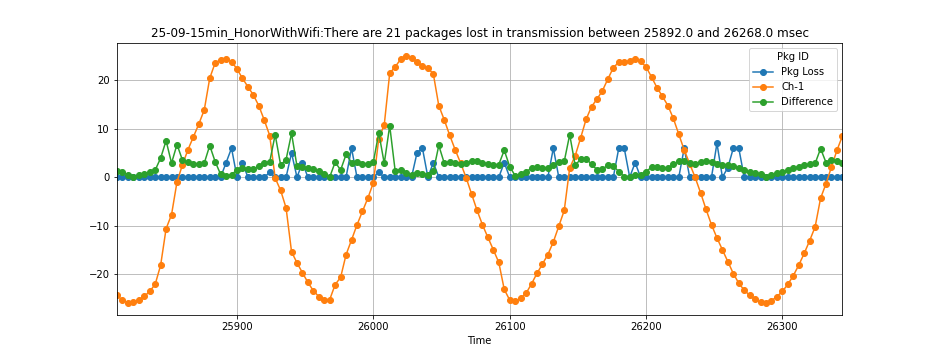 25-09-15min_HonorWithWifi:There are 21 packages lost in transmission between 25892.0 and 26268.0 msec
Pkg ID
Pkg Loss
Ch-1
Difference
20
10
0
−10
−20
25900 26000 26100 26200 26300
Time